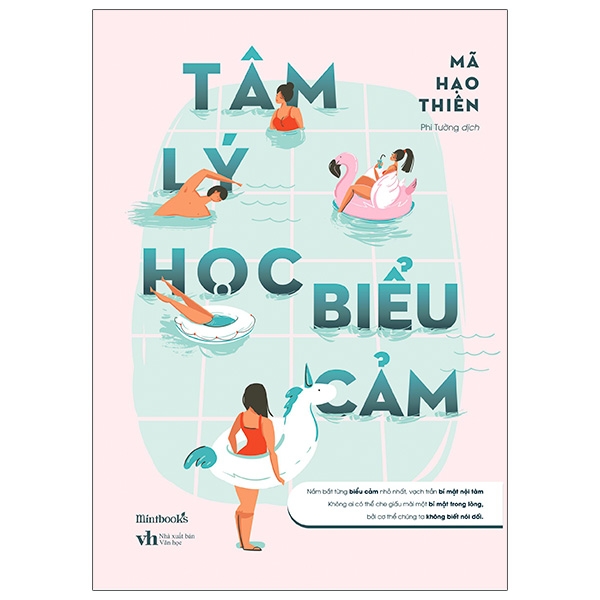 TÂM
LÝ
HỌC
BIỂU
CẢM
MÃ
HẠO
THIÊN
Phi Tường dịch
Nắm bắt từng biểu cảm nhỏ nhất, vạch trần bí mật nội tâm
Không ai có thể che giấu mãi một bí mật trong lòng,
bởi cơ thể chúng ta không biết nói dối.
mintbooks
vh Nhà xuất bản
Văn học